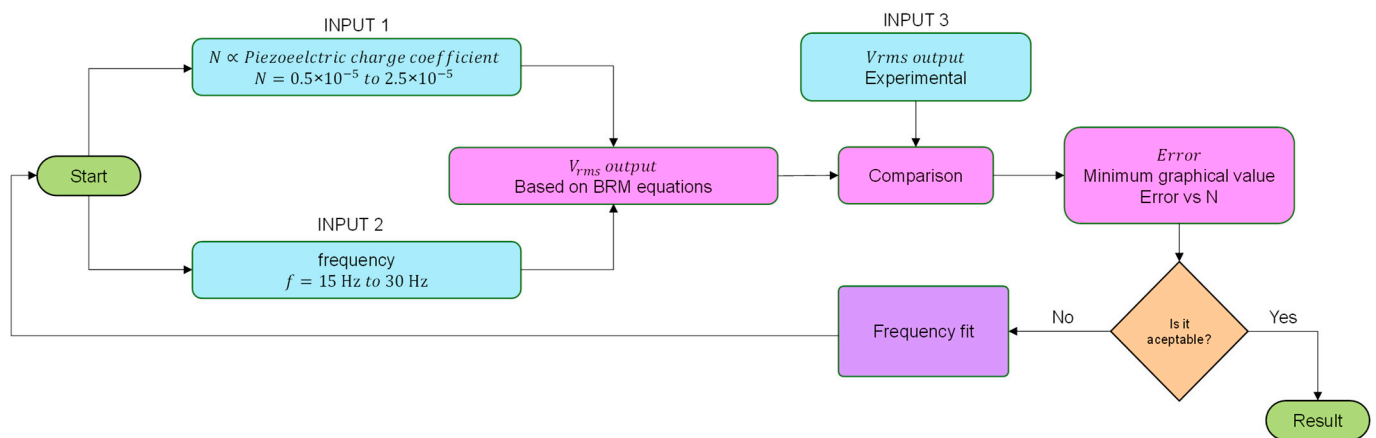 INPUT 1
N ∝ Piezoelctric charge coefficient
N = 0.5×10⁻⁵ to 2.5×10⁻⁵
INPUT 3
Vrms output
Experimental
Start
V_rms output
Based on BRM equations
Comparison
Error
Minimum graphical value
Error vs N
INPUT 2
frequency
f = 15 Hz to 30 Hz
Frequency fit
No
Is it
aceptable?
Yes
Result